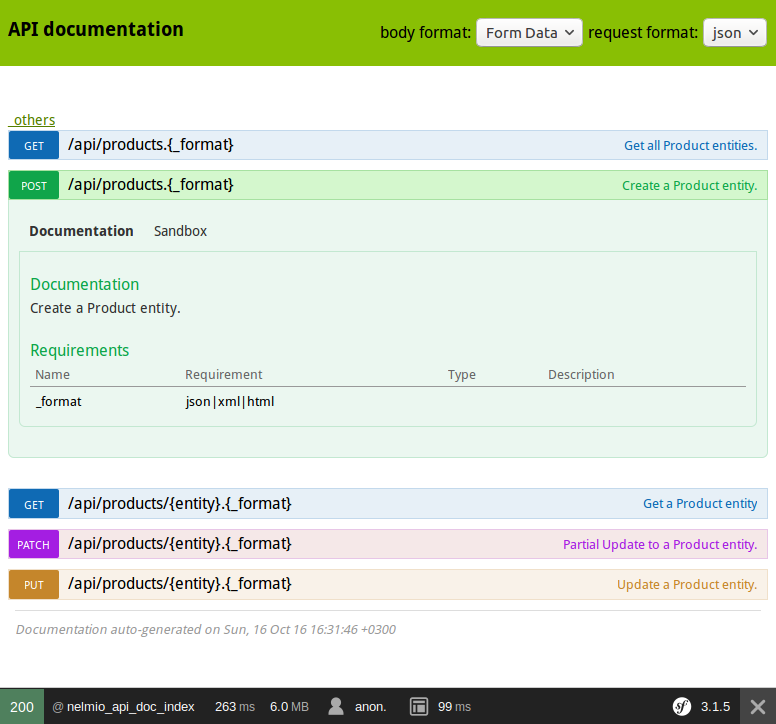 API documentation
body format: Form Data request format: json
_others
GET /api/products.{_format} Get all Product entities.
POST /api/products.{_format} Create a Product entity.
Documentation Sandbox
Documentation
Create a Product entity.
Requirements
Name Requirement Type Description
_format json|xml|html
GET /api/products/{entity}.{_format} Get a Product entity
PATCH /api/products/{entity}.{_format} Partial Update to a Product entity.
PUT /api/products/{entity}.{_format} Update a Product entity.
Documentation auto-generated on Sun, 16 Oct 16 16:31:46 +0300
200 @ nelmio_api_doc_index 263 ms 6.0 MB anon. 99 ms sf 3.1.5